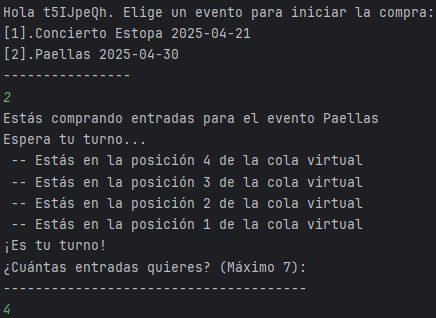 Hola t5IJpeQh. Elige un evento para iniciar la compra:
[1].Concierto Estopa 2025-04-21
[2].Paellas 2025-04-30
----------------
2
Estás comprando entradas para el evento Paellas
Espera tu turno...
 -- Estás en la posición 4 de la cola virtual
 -- Estás en la posición 3 de la cola virtual
 -- Estás en la posición 2 de la cola virtual
 -- Estás en la posición 1 de la cola virtual
¡Es tu turno!
¿Cuántas entradas quieres? (Máximo 7):
--------------------------------------
4